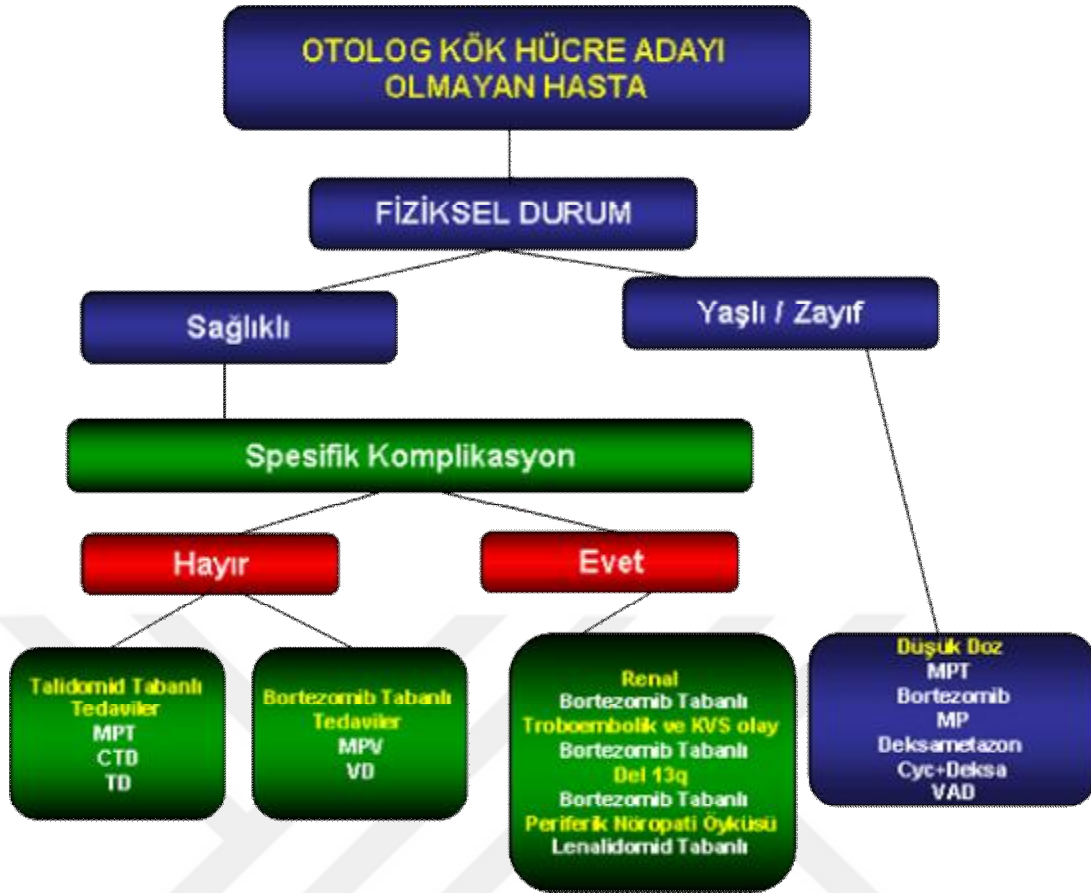 OTOLOG KÖK HÜCRE ADAYI
OLMAYAN HASTA
FİZİKSEL DURUM
Sağlıklı
Yaşlı / Zayıf
Spesifik Komplikasyon
Hayır
Evet
Talidomid Tabanlı
Tedaviler
MPT
CTD
TD
Bortezomib Tabanlı
Tedaviler
MPV
VD
Renal
Bortezomib Tabanlı
Troboembolik ve KVS olay
Bortezomib Tabanlı
Del 13q
Bortezomib Tabanlı
Periferik Nöropati Öyküsü
Lenalidomid Tabanlı
Düşük Doz
MPT
Bortezomib
MP
Deksametazon
Cyc+Deksa
VAD